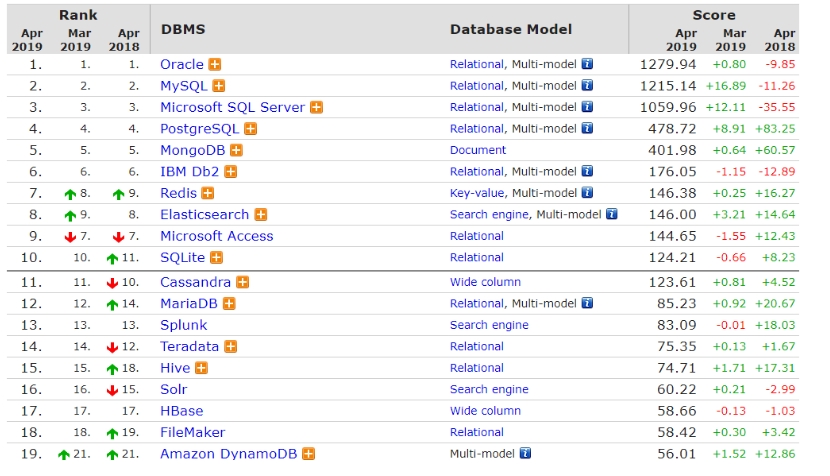 Rank Score
Apr 2019 Mar 2019 Apr 2018 DBMS Database Model Apr 2019 Mar 2019 Apr 2018
1. 1. 1. Oracle Relational, Multi-model 1279.94 +0.80 -9.85
2. 2. 2. MySQL Relational, Multi-model 1215.14 +16.89 -11.26
3. 3. 3. Microsoft SQL Server Relational, Multi-model 1059.96 +12.11 -35.55
4. 4. 4. PostgreSQL Relational, Multi-model 478.72 +8.91 +83.25
5. 5. 5. MongoDB Document 401.98 +0.64 +60.57
6. 6. 6. IBM Db2 Relational, Multi-model 176.05 -1.15 -12.89
7. 8. 9. Redis Key-value, Multi-model 146.38 +0.25 +16.27
8. 9. 8. Elasticsearch Search engine, Multi-model 146.00 +3.21 +14.64
9. 7. 7. Microsoft Access Relational 144.65 -1.55 +12.43
10. 10. 11. SQLite Relational 124.21 -0.66 +8.23
11. 11. 10. Cassandra Wide column 123.61 +0.81 +4.52
12. 12. 14. MariaDB Relational, Multi-model 85.23 +0.92 +20.67
13. 13. 13. Splunk Search engine 83.09 -0.01 +18.03
14. 14. 12. Teradata Relational 75.35 +0.13 +1.67
15. 15. 18. Hive Relational 74.71 +1.71 +17.31
16. 16. 15. Solr Search engine 60.22 +0.21 -2.99
17. 17. 17. HBase Wide column 58.66 -0.13 -1.03
18. 18. 19. FileMaker Relational 58.42 +0.30 +3.42
19. 21. 21. Amazon DynamoDB Multi-model 56.01 +1.52 +12.86